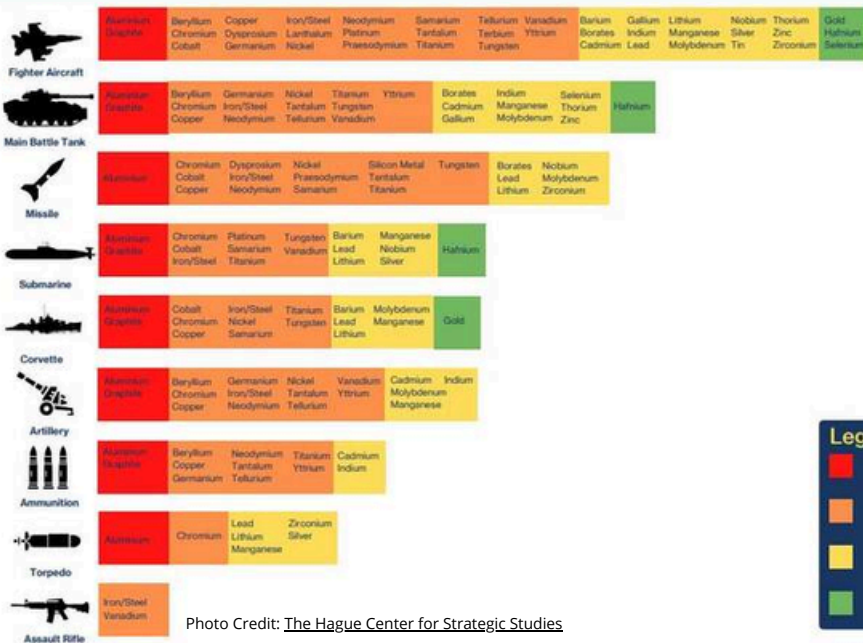 Aluminium
Graphite
Beryllium Copper Iron/Steel Neodymium Samarium Tellurium Vanadium
Chromium Dysprosium Lanthalum Platinum Tantalum Terbium Yttrium
Cobalt Germanium Nickel Praesodymium Titanium Tungsten
Barium Gallium Lithium Niobium Thorium
Borates Indium Manganese Silver Zinc
Cadmium Lead Molybdenum Tin Zirconium
Gold
Hafnium
Selenium
Fighter Aircraft
Aluminium
Graphite
Beryllium Germanium Nickel Titanium Yttrium
Chromium Iron/Steel Tantalum Tungsten
Copper Neodymium Tellurium Vanadium
Borates Indium Selenium
Cadmium Manganese Thorium
Gallium Molybdenum Zinc
Hafnium
Main Battle Tank
Aluminium
Chromium Dysprosium Nickel Silicon Metal Tungsten
Cobalt Iron/Steel Praesodymium Tantalum
Copper Neodymium Samarium Titanium
Borates Niobium
Lead Molybdenum
Lithium Zirconium
Missile
Aluminium
Graphite
Chromium Platinum Tungsten
Cobalt Samarium Vanadium
Iron/Steel Titanium
Barium Manganese
Lead Niobium
Lithium Silver
Hafnium
Submarine
Aluminium
Graphite
Cobalt Iron/Steel Titanium
Chromium Nickel Tungsten
Copper Samarium
Barium Molybdenum
Lead Manganese
Lithium
Gold
Corvette
Aluminium
Graphite
Beryllium Germanium Nickel Vanadium
Chromium Iron/Steel Tantalum Yttrium
Copper Neodymium Tellurium
Cadmium Indium
Molybdenum
Manganese
Artillery
Aluminium
Graphite
Beryllium Neodymium Titanium
Copper Tantalum Yttrium
Germanium Tellurium
Cadmium
Indium
Ammunition
Aluminium
Chromium
Lead Zirconium
Lithium Silver
Manganese
Torpedo
Iron/Steel
Vanadium
Assault Rifle
Leg
Photo Credit: The Hague Center for Strategic Studies